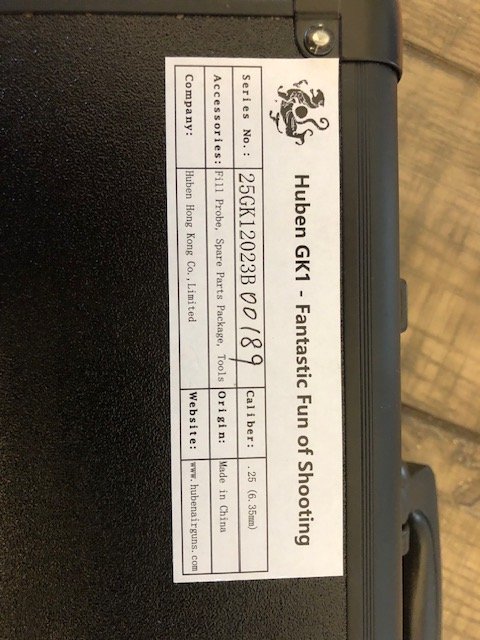 Huben GK1 - Fantastic Fun of Shooting
Series No.: 25GK12023B00189 Caliber: .25 (6.35mm)
Accessories: Fill Probe, Spare Parts Package, Tools Origin: Made in China
Company: Huben Hong Kong Co.,Limited Website: www.hubenairguns.com